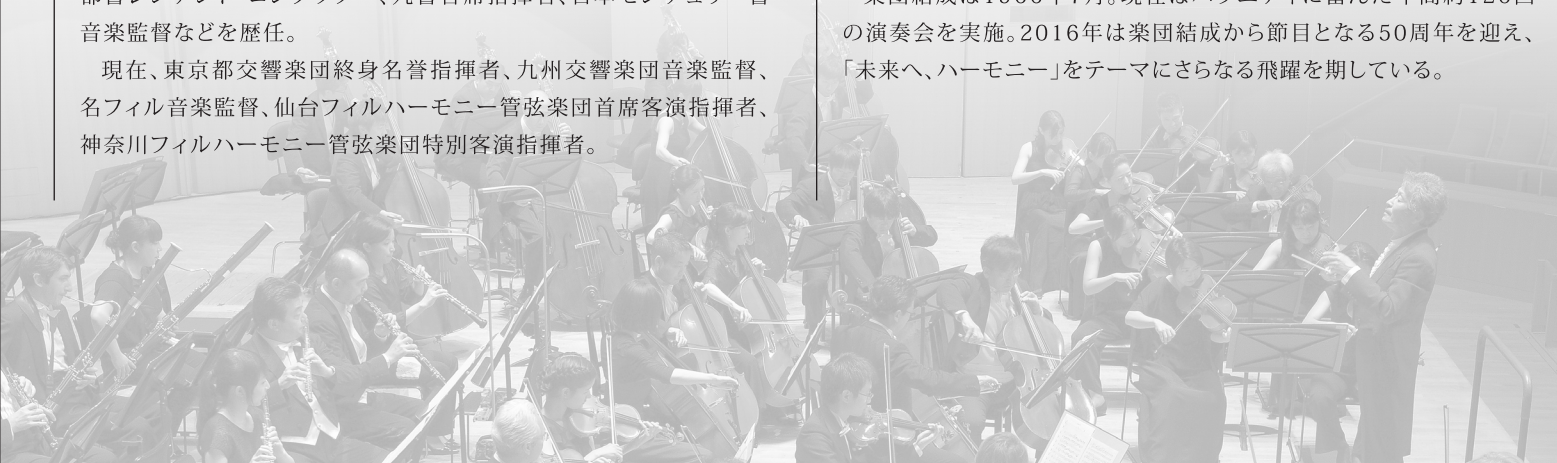 音楽監督などを歴任。
現在、東京都交響楽団終身名誉指揮者、九州交響楽団音楽監督、
名フィル音楽監督、仙台フィルハーモニー管弦楽団首席客演指揮者、
神奈川フィルハーモニー管弦楽団特別客演指揮者。
の演奏会を実施。2016年は楽団結成から節目となる50周年を迎え、
「未来へ、ハーモニー」をテーマにさらなる飛躍を期している。